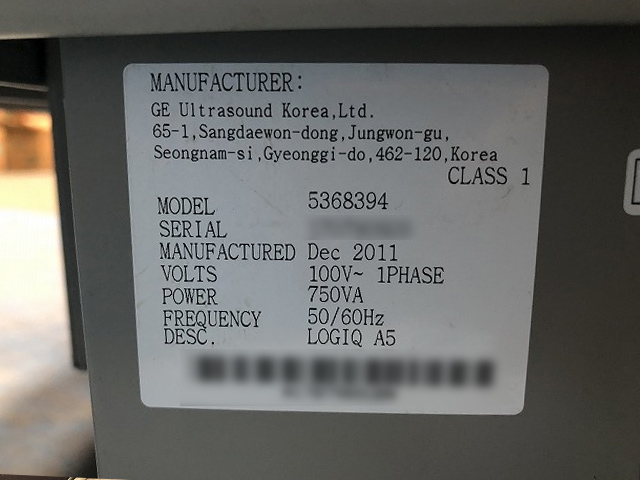 MANUFACTURER:
GE Ultrasound Korea,Ltd.
65-1,Sangdaewon-dong,Jungwon-gu,
Seongnam-si,Gyeonggi-do,462-120,Korea
CLASS 1
MODEL 5368394
SERIAL
MANUFACTURED Dec 2011
VOLTS 100V~ 1PHASE
POWER 750VA
FREQUENCY 50/60Hz
DESC. LOGIQ A5